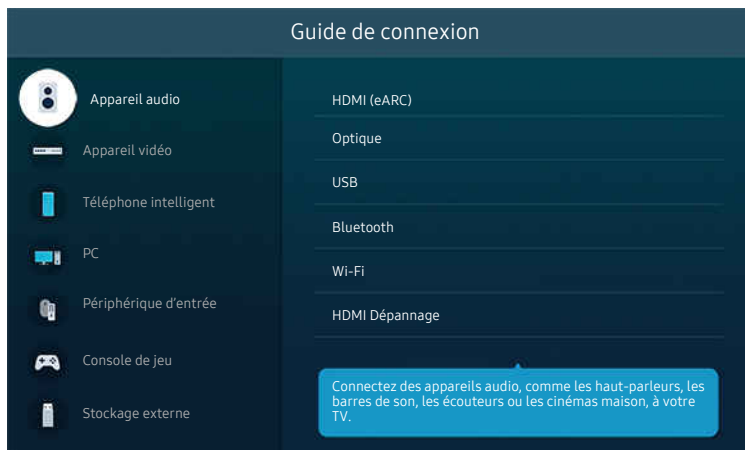 Guide de connexion
Appareil audio
Appareil vidéo
Téléphone intelligent
PC
Périphérique d'entrée
Console de jeu
Stockage externe
HDMI (eARC)
Optique
USB
Bluetooth
Wi-Fi
HDMI Dépannage
Connectez des appareils audio, comme les haut-parleurs, les
barres de son, les écouteurs ou les cinémas maison, à votre
TV.